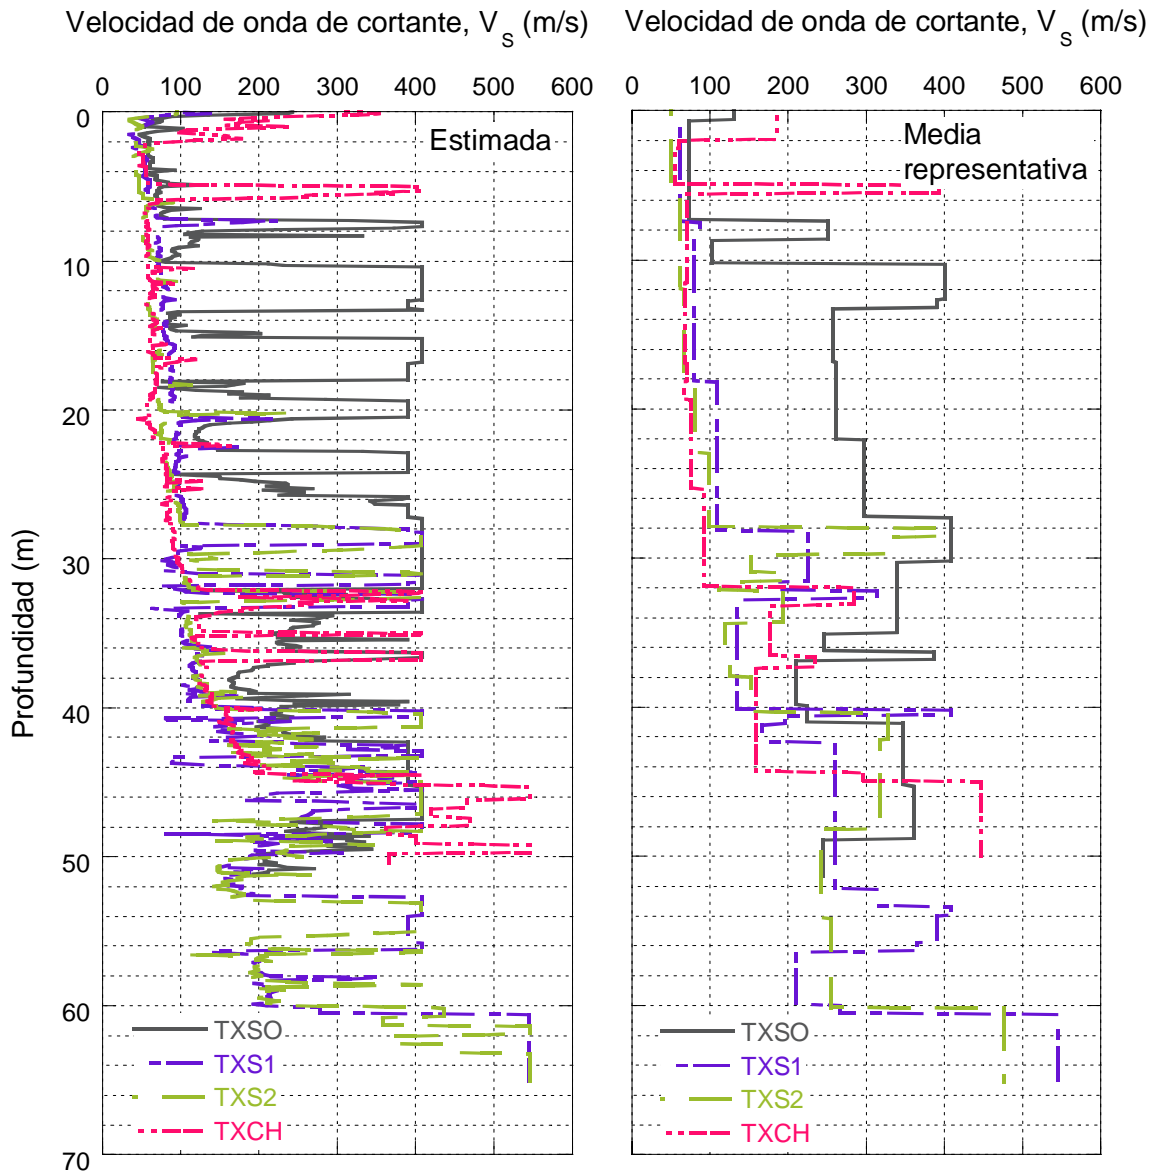 Velocidad de onda de cortante, V_S (m/s)
0 100 200 300 400 500 600
Estimada
Profundidad (m)
0
10
20
30
40
50
60
70
TXSO
TXS1
TXS2
TXCH
Velocidad de onda de cortante, V_S (m/s)
0 100 200 300 400 500 600
Media
representativa
TXSO
TXS1
TXS2
TXCH